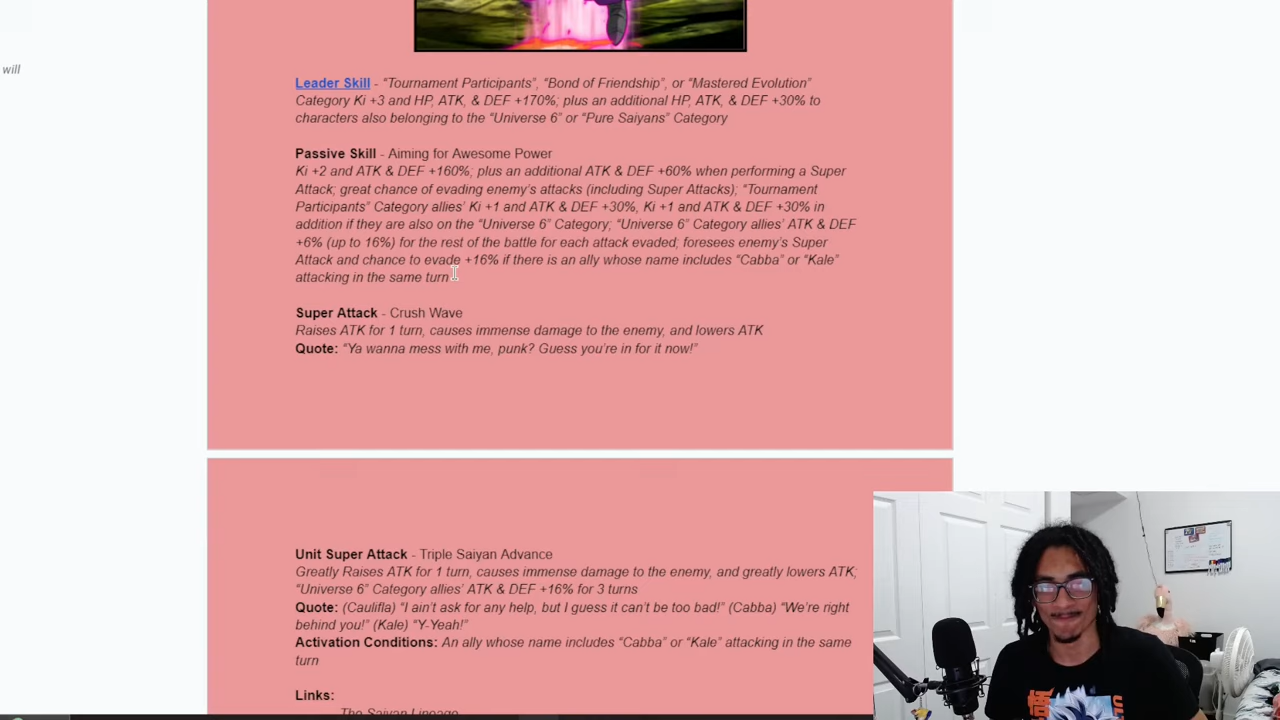 will
Leader Skill - “Tournament Participants”, “Bond of Friendship”, or “Mastered Evolution”
Category Ki +3 and HP, ATK, & DEF +170%; plus an additional HP, ATK, & DEF +30% to
characters also belonging to the “Universe 6” or “Pure Saiyans” Category
Passive Skill - Aiming for Awesome Power
Ki +2 and ATK & DEF +160%; plus an additional ATK & DEF +60% when performing a Super
Attack; great chance of evading enemy’s attacks (including Super Attacks); “Tournament
Participants” Category allies’ Ki +1 and ATK & DEF +30%, Ki +1 and ATK & DEF +30% in
addition if they are also on the “Universe 6” Category; “Universe 6” Category allies’ ATK & DEF
+6% (up to 16%) for the rest of the battle for each attack evaded; foresees enemy’s Super
Attack and chance to evade +16% if there is an ally whose name includes “Cabba” or “Kale”
attacking in the same turn
Super Attack - Crush Wave
Raises ATK for 1 turn, causes immense damage to the enemy, and lowers ATK
Quote: “Ya wanna mess with me, punk? Guess you’re in for it now!”
Unit Super Attack - Triple Saiyan Advance
Greatly Raises ATK for 1 turn, causes immense damage to the enemy, and greatly lowers ATK;
“Universe 6” Category allies’ ATK & DEF +16% for 3 turns
Quote: (Caulifla) “I ain’t ask for any help, but I guess it can’t be too bad!” (Cabba) “We’re right
behind you!” (Kale) “Y-Yeah!”
Activation Conditions: An ally whose name includes “Cabba” or “Kale” attacking in the same
turn
Links:
The Saiyan Lineage